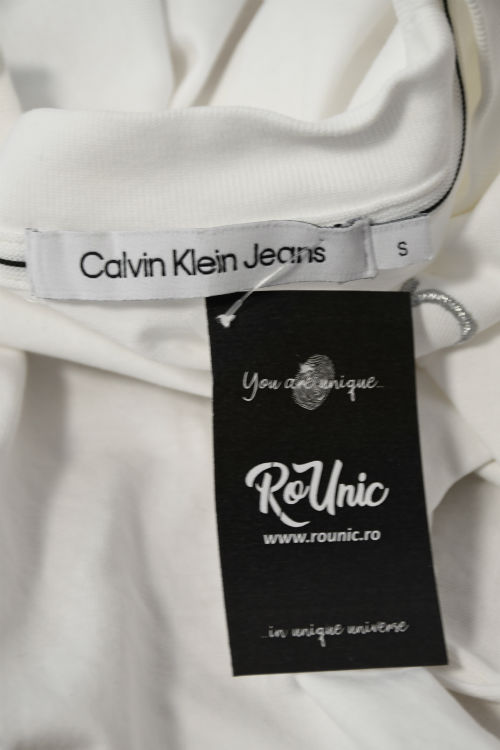 Calvin Klein Jeans
S
You are unique...
RoUnic
www.rounic.ro
...in unique universe